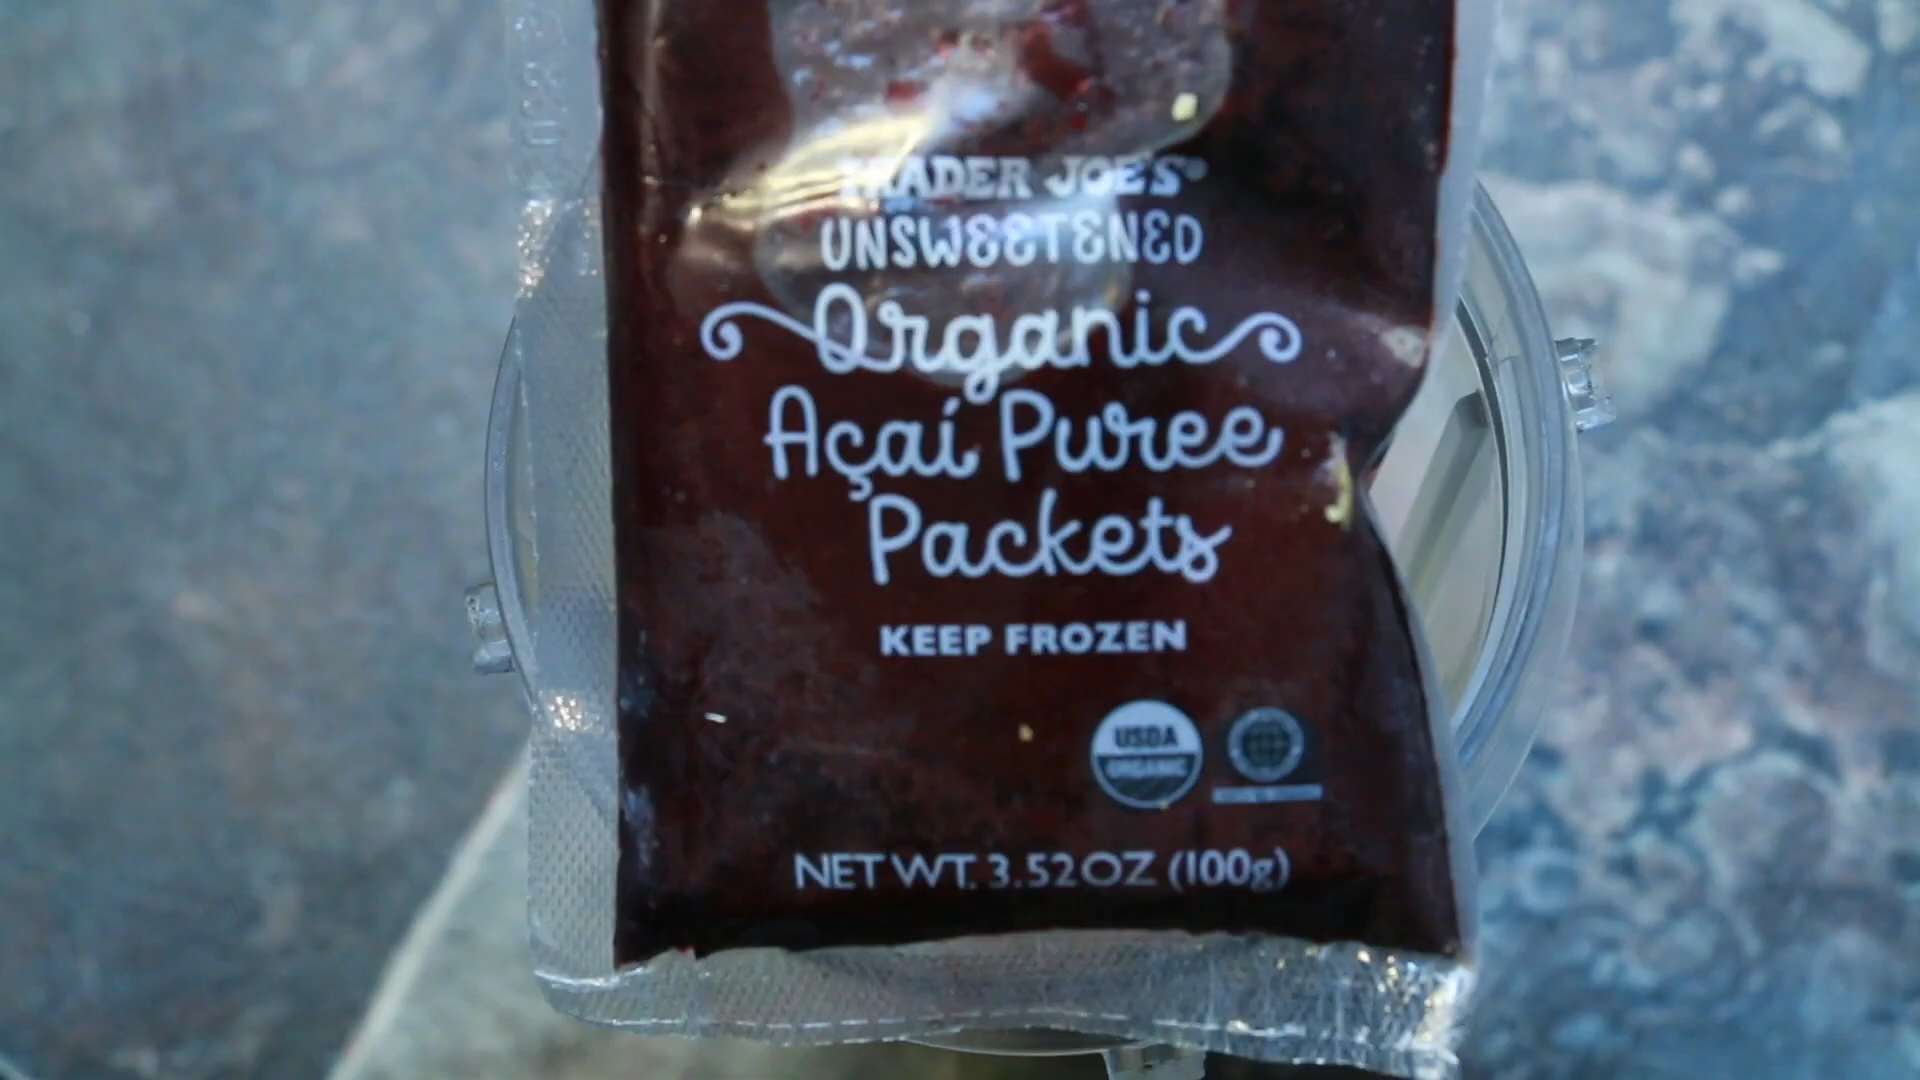 TRADER JOE'S®
UNSWEETENED
Organic
Açaí Puree
Packets
KEEP FROZEN
USDA
ORGANIC
NET WT. 3.52 OZ (100g)